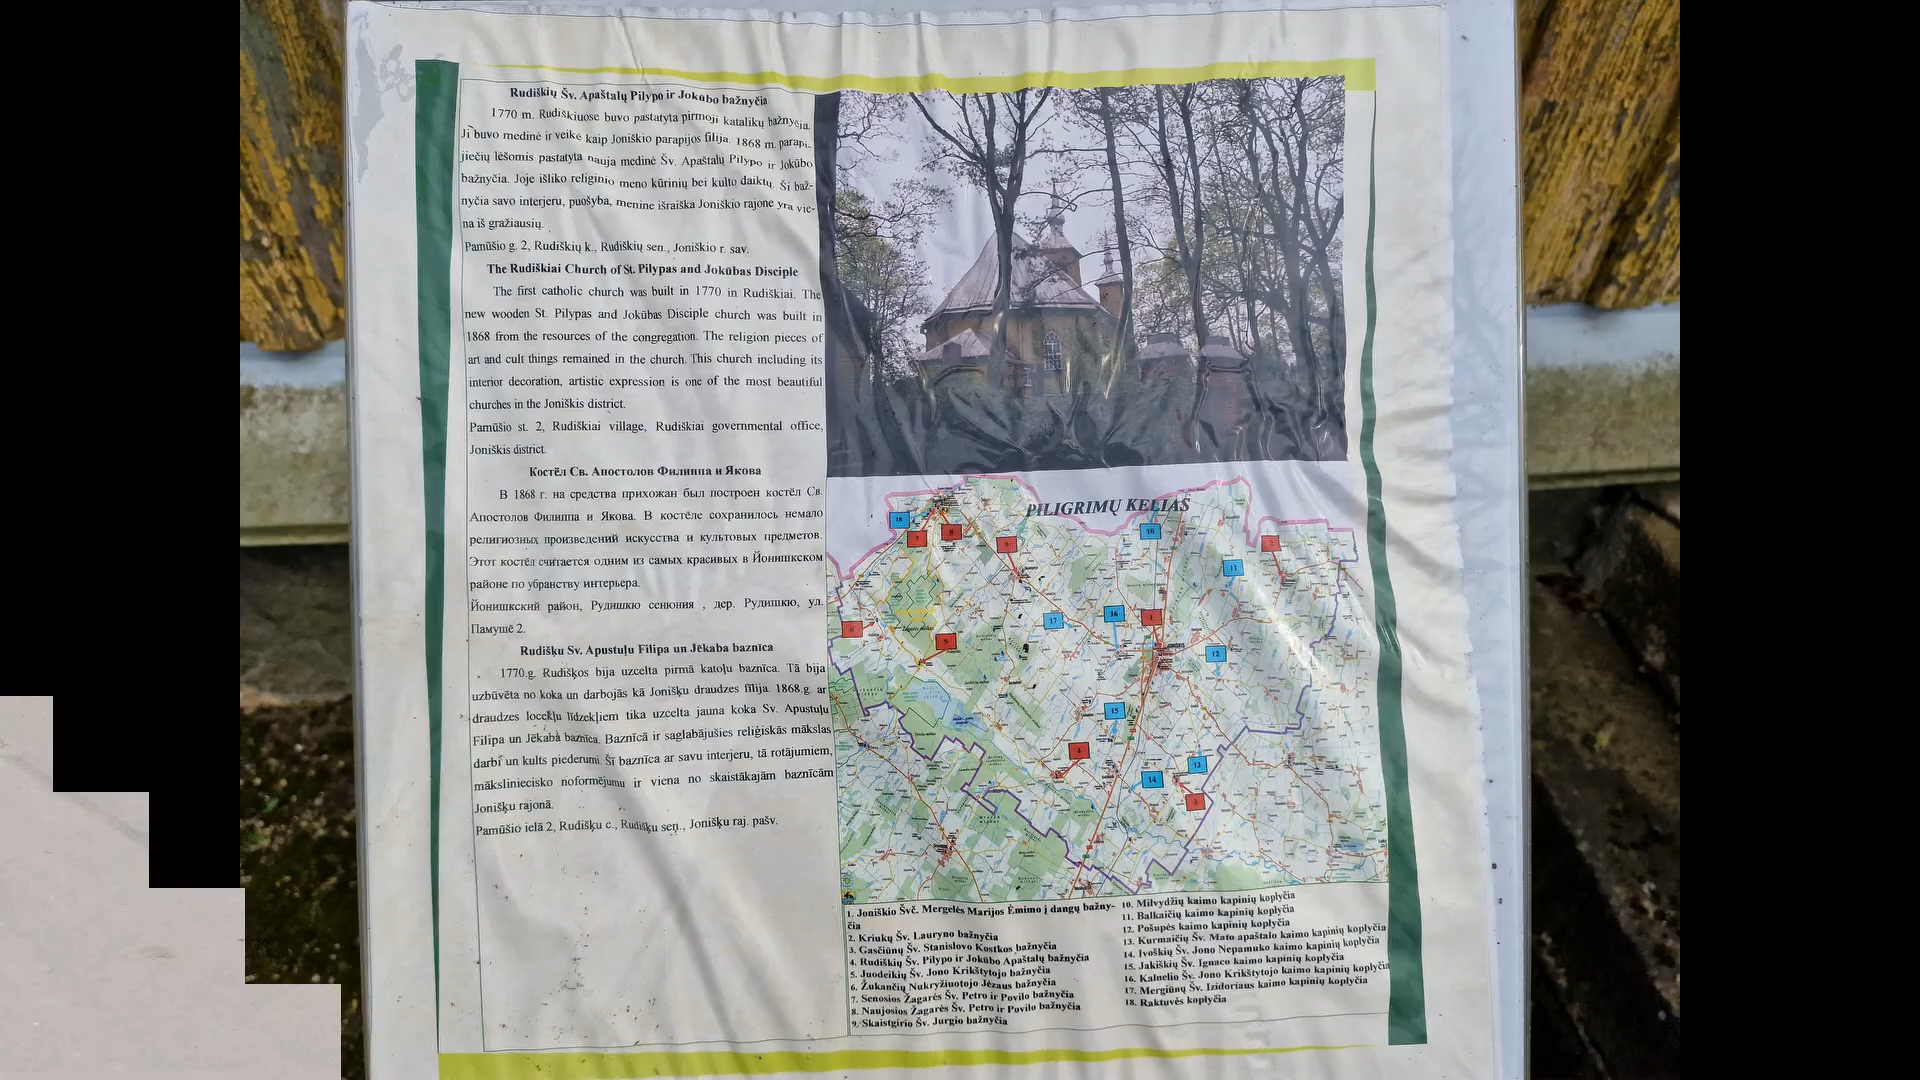 Rudiškių Šv. Apaštalų Pilypo ir Jokūbo bažnyčia
1770 m. Rudiškiuose buvo pastatyta pirmoji katalikų bažnyčia.
Ji buvo medinė ir veikė kaip Joniškio parapijos filija. 1868 m. parapi-
jiečių lėšomis pastatyta nauja medinė Šv. Apaštalų Pilypo ir Jokūbo
bažnyčia. Joje išliko religinio meno kūrinių bei kulto daiktų. Ši baž-
nyčia savo interjeru, puošyba, menine išraiška Joniškio rajone yra vie-
na iš gražiausių.
Pamūšio g. 2, Rudiškių k., Rudiškių sen., Joniškio r. sav.
The Rudiškiai Church of St. Pilypas and Jokūbas Disciple
The first catholic church was built in 1770 in Rudiškiai. The
new wooden St. Pilypas and Jokūbas Disciple church was built in
1868 from the resources of the congregation. The religion pieces of
art and cult things remained in the church. This church including its
interior decoration, artistic expression is one of the most beautiful
churches in the Joniškis district.
Pamūšio st. 2, Rudiškiai village, Rudiškiai governmental office,
Joniškis district.
Костёл Св. Апостолов Филиппа и Якова
В 1868 г. на средства прихожан был построен костёл Св.
Апостолов Филиппа и Якова. В костёле сохранилось немало
религиозных произведений искусства и культовых предметов.
Этот костёл считается одним из самых красивых в Йонишкском
районе по убранству интерьера.
Йонишкский район, Рудишкю сенюния , дер. Рудишкю, ул.
Памушё 2.
Rudišķu Sv. Apustuļu Filipa un Jēkaba baznīca
1770.g. Rudišķos bija uzcelta pirmā katoļu baznīca. Tā bija
uzbūvēta no koka un darbojās kā Jonišķu draudzes filija. 1868.g. ar
draudzes locekļu līdzekļiem tika uzcelta jauna koka Sv. Apustuļu
Filipa un Jēkaba baznīca. Baznīcā ir saglabājušies reliģiskās mākslas
darbi un kults piederumi. Šī baznīca ar savu interjeru, tā rotājumiem,
māksliniecisko noformējumu ir viena no skaistākajām baznīcām
Jonišķu rajonā.
Pamūšio ielā 2, Rudišķu c., Rudišķu sen., Jonišķu raj. pašv.
PILIGRIMŲ KELIAS
1. Joniškio Švč. Mergelės Marijos Ėmimo į dangų bažny-
čia
2. Kriukų Šv. Lauryno bažnyčia
3. Gasčiūnų Šv. Stanislovo Kostkos bažnyčia
4. Rudiškių Šv. Pilypo ir Jokūbo Apaštalų bažnyčia
5. Juodeikių Šv. Jono Krikštytojo bažnyčia
6. Žukančių Nukryžiuotojo Jėzaus bažnyčia
7. Senosios Žagarės Šv. Petro ir Povilo bažnyčia
8. Naujosios Žagarės Šv. Petro ir Povilo bažnyčia
9. Skaistgirio Šv. Jurgio bažnyčia
10. Milvydžių kaimo kapinių koplyčia
11. Balkaičių kaimo kapinių koplyčia
12. Pošupės kaimo kapinių koplyčia
13. Kurmaičių Šv. Mato apaštalo kaimo kapinių koplyčia
14. Ivoškių Šv. Jono Nepamuko kaimo kapinių koplyčia
15. Jakiškių Šv. Ignaco kaimo kapinių koplyčia
16. Kalnelio Šv. Jono Krikštytojo kaimo kapinių koplyčia
17. Mergiūnų Šv. Izidoriaus kaimo kapinių koplyčia
18. Raktuvės koplyčia